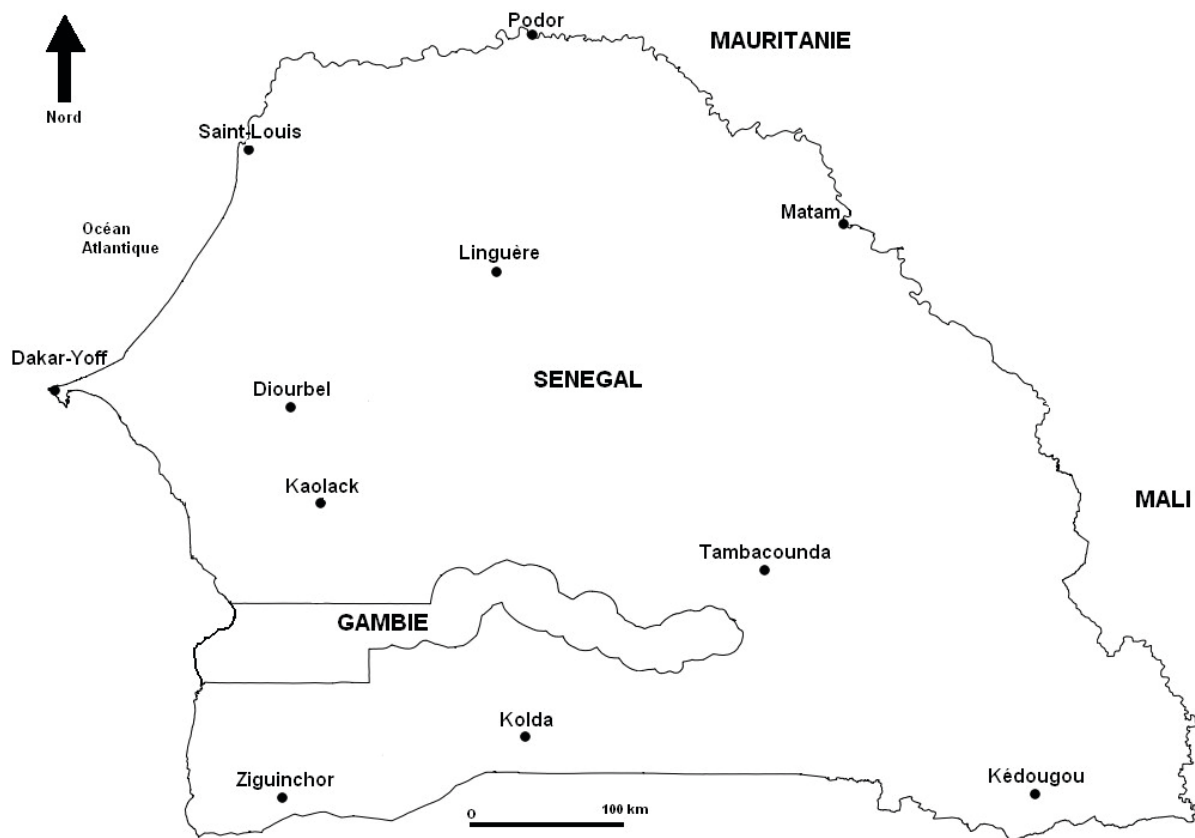 Podor
MAURITANIE
Nord
Saint-Louis
Océan
Atlantique
Matam
Linguère
Dakar-Yoff
Diourbel
SENEGAL
Kaolack
MALI
Tambacounda
GAMBIE
Kolda
Ziguinchor
Kédougou
0 100 km